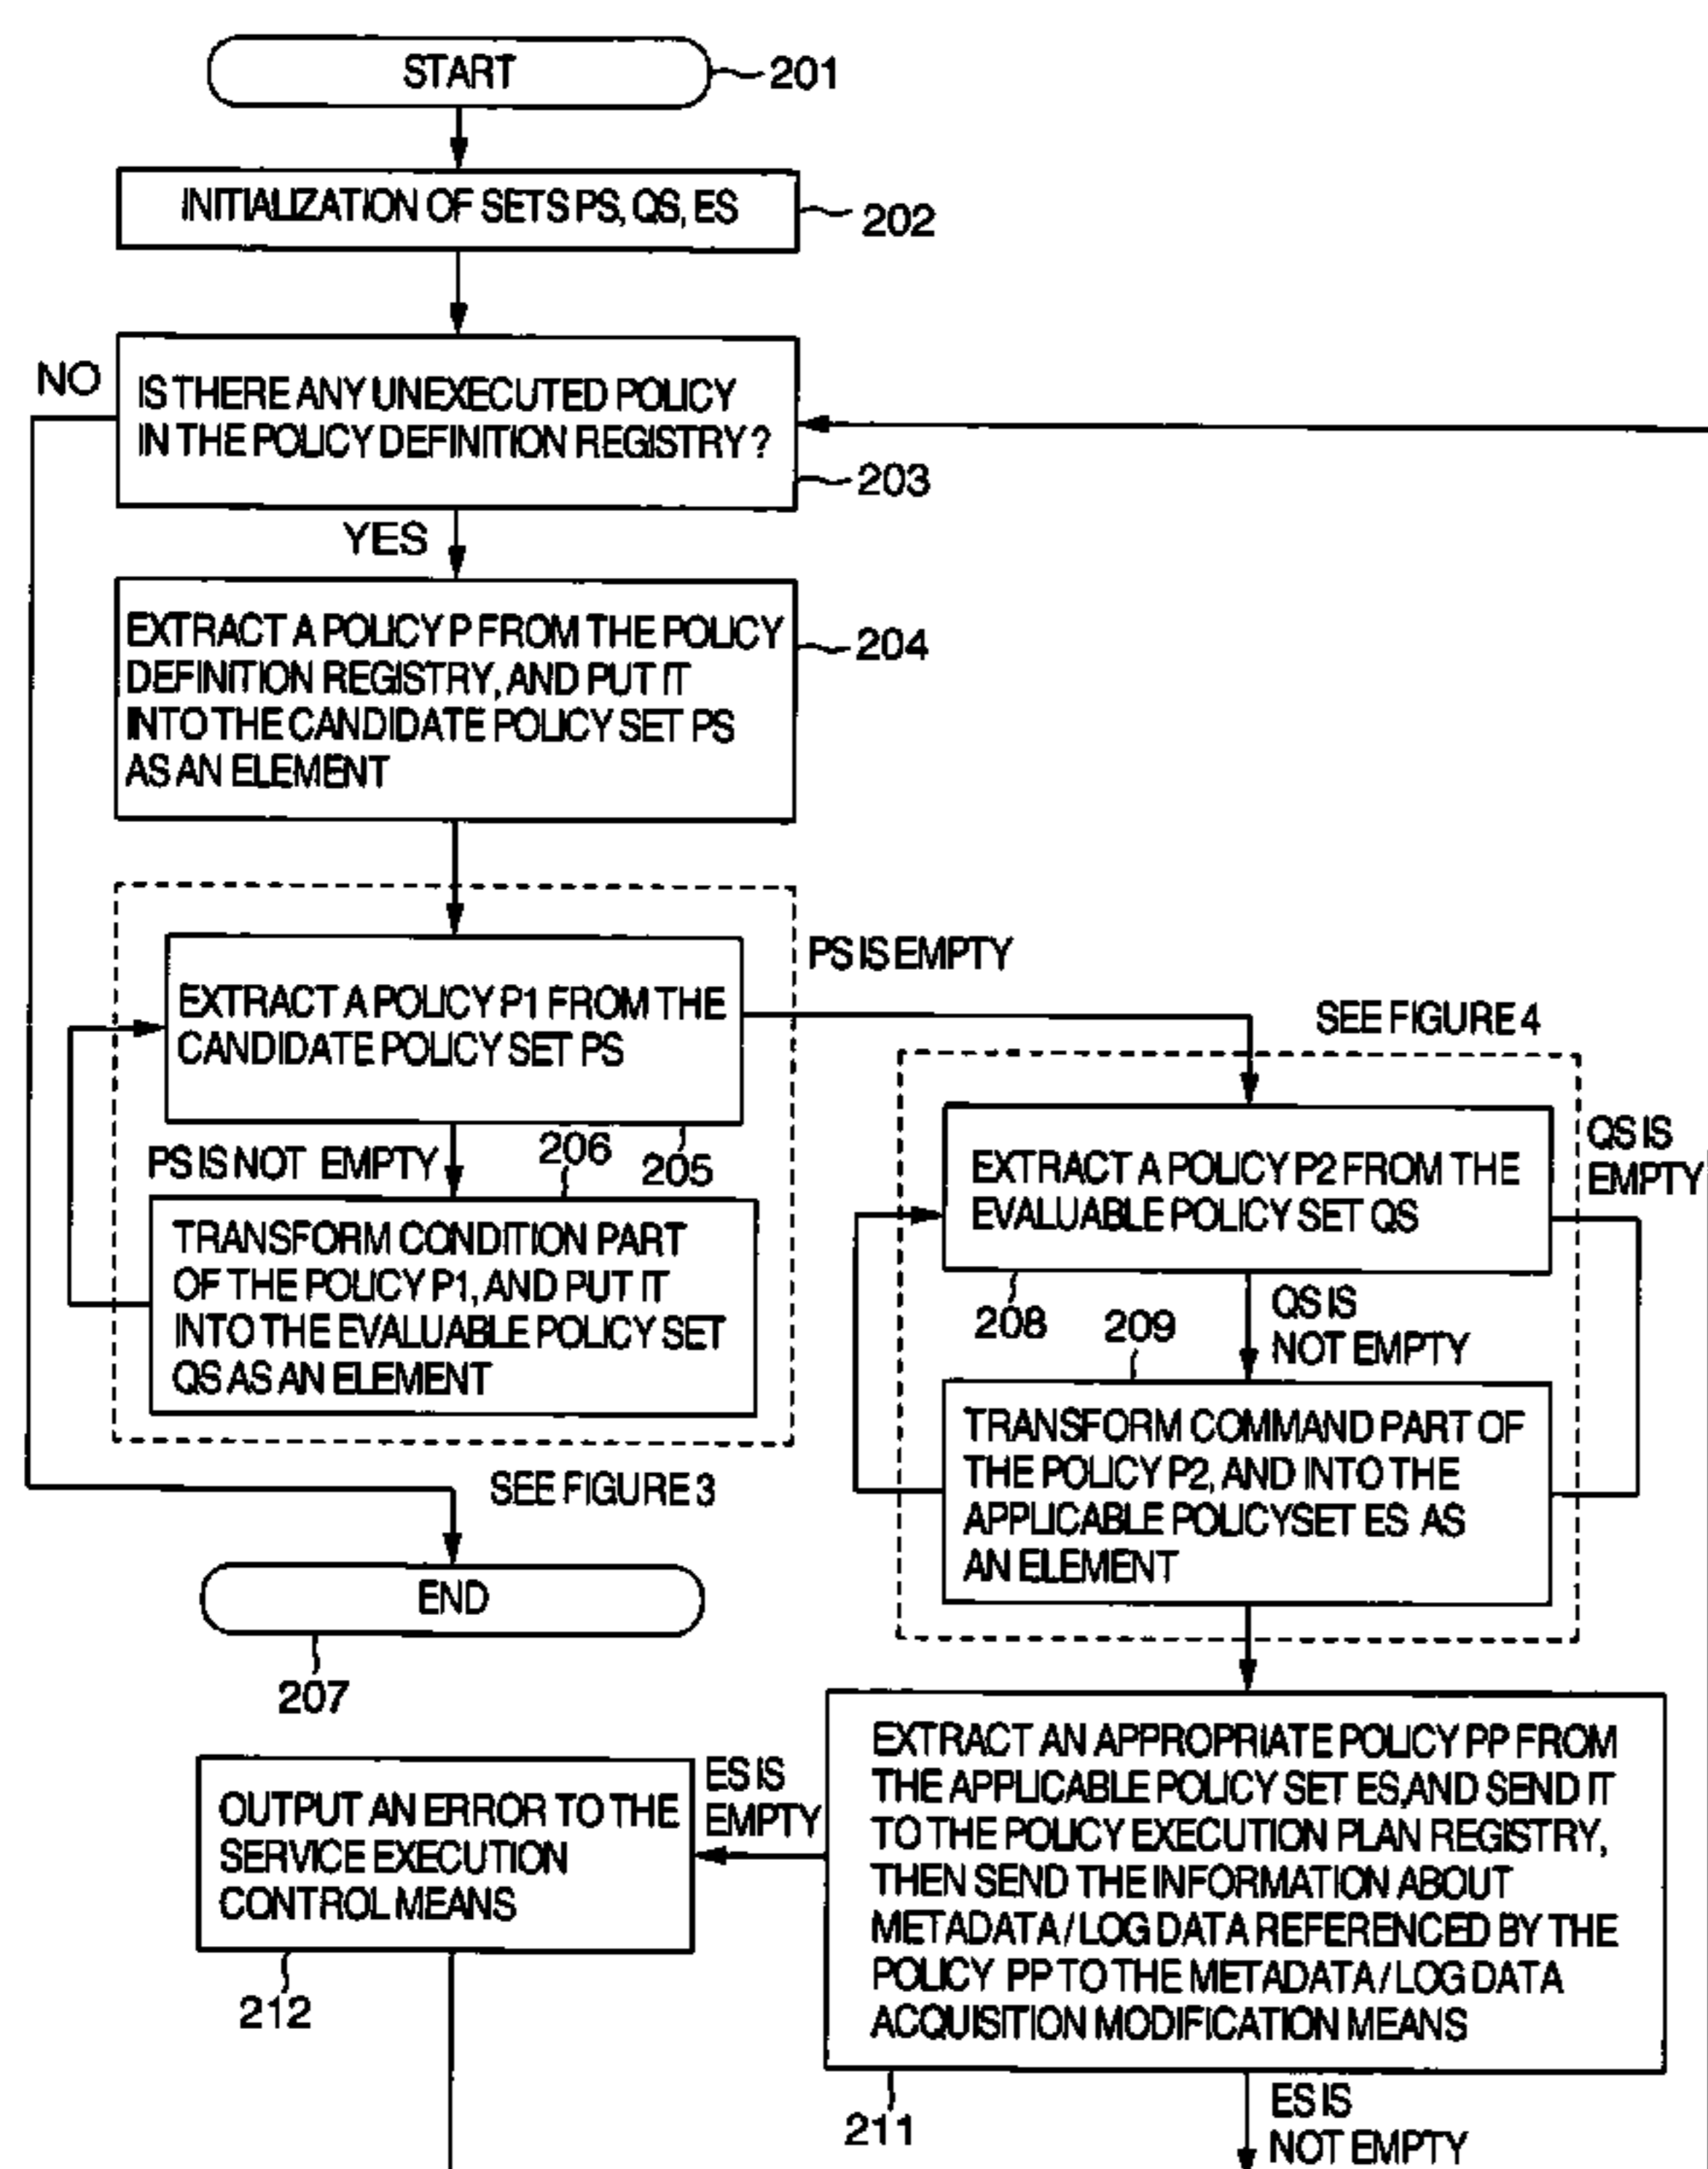 START
201
INITIALIZATION OF SETS PS, QS, ES
202
NO
IS THERE ANY UNEXECUTED POLICY
IN THE POLICY DEFINITION REGISTRY ?
203
YES
EXTRACT A POLICY P FROM THE POLICY
DEFINITION REGISTRY, AND PUT IT
INTO THE CANDIDATE POLICY SET PS
AS AN ELEMENT
204
PS IS EMPTY
EXTRACT A POLICY P1 FROM THE
CANDIDATE POLICY SET PS
205
PS IS NOT EMPTY
206
TRANSFORM CONDITION PART
OF THE POLICY P1, AND PUT IT
INTO THE EVALUABLE POLICY SET
QS AS AN ELEMENT
SEE FIGURE 3
END
207
SEE FIGURE 4
EXTRACT A POLICY P2 FROM THE
EVALUABLE POLICY SET QS
QS IS
EMPTY
208
QS IS
NOT EMPTY
209
TRANSFORM COMMAND PART OF
THE POLICY P2, AND INTO THE
APPLICABLE POLICYSET ES AS
AN ELEMENT
EXTRACT AN APPROPRIATE POLICY PP FROM
THE APPLICABLE POLICY SET ES,AND SEND IT
TO THE POLICY EXECUTION PLAN REGISTRY,
THEN SEND THE INFORMATION ABOUT
METADATA/LOG DATA REFERENCED BY THE
POLICY PP TO THE METADATA/LOG DATA
ACQUISITION MODIFICATION MEANS
211
ES IS
EMPTY
OUTPUT AN ERROR TO THE
SERVICE EXECUTION
CONTROL MEANS
212
ES IS
NOT EMPTY